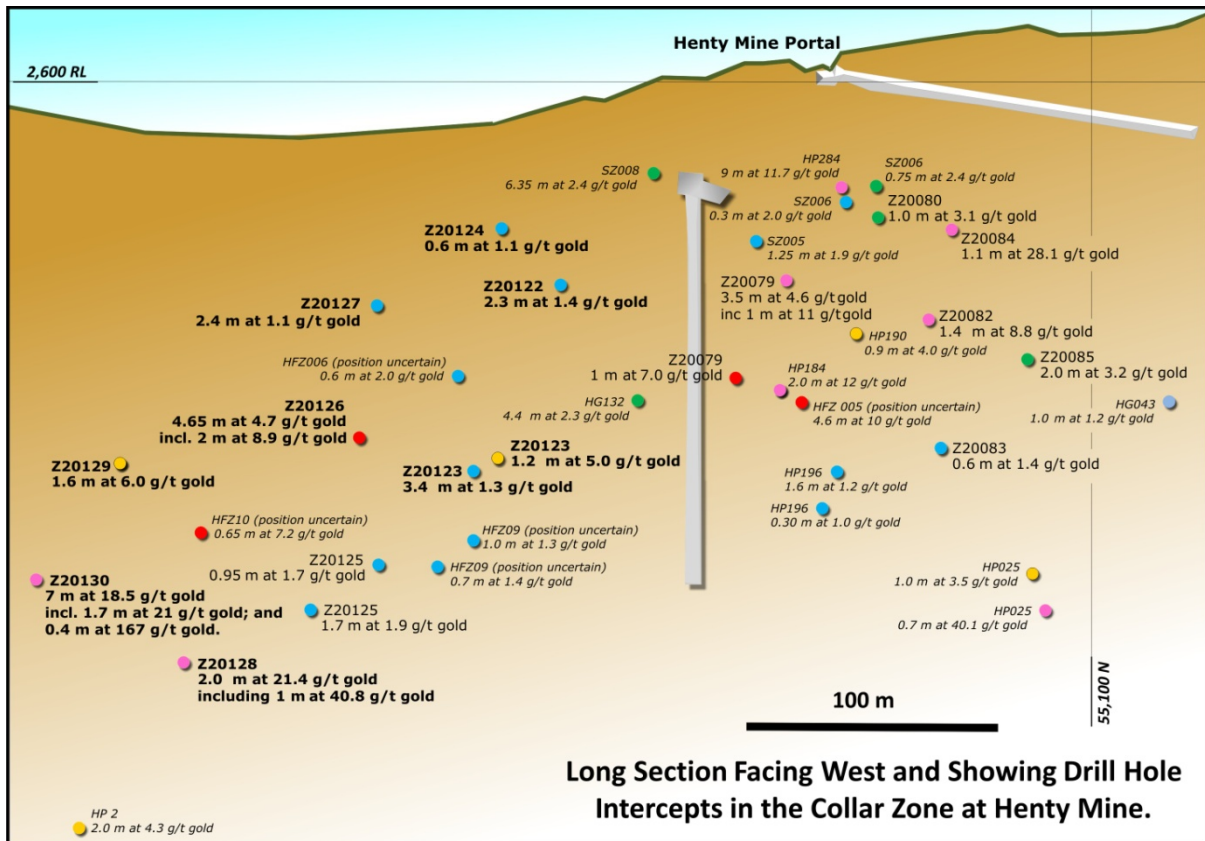 Henty Mine Portal
2,600 RL
SZ008
6.35 m at 2.4 g/t gold
HP284
9 m at 11.7 g/t gold
SZ006
0.75 m at 2.4 g/t gold
SZ006
0.3 m at 2.0 g/t gold
Z20080
1.0 m at 3.1 g/t gold
Z20124
0.6 m at 1.1 g/t gold
SZ005
1.25 m at 1.9 g/t gold
Z20084
1.1 m at 28.1 g/t gold
Z20122
2.3 m at 1.4 g/t gold
Z20079
3.5 m at 4.6 g/t gold
inc 1 m at 11 g/t gold
Z20127
2.4 m at 1.1 g/t gold
Z20082
1.4 m at 8.8 g/t gold
HP190
0.9 m at 4.0 g/t gold
HFZ006 (position uncertain)
0.6 m at 2.0 g/t gold
Z20079
1 m at 7.0 g/t gold
Z20085
2.0 m at 3.2 g/t gold
HP184
2.0 m at 12 g/t gold
HG132
4.4 m at 2.3 g/t gold
HFZ 005 (position uncertain)
4.6 m at 10 g/t gold
HG043
1.0 m at 1.2 g/t gold
Z20126
4.65 m at 4.7 g/t gold
incl. 2 m at 8.9 g/t gold
Z20129
1.6 m at 6.0 g/t gold
Z20123
1.2 m at 5.0 g/t gold
Z20123
3.4 m at 1.3 g/t gold
Z20083
0.6 m at 1.4 g/t gold
HP196
1.6 m at 1.2 g/t gold
HP196
0.30 m at 1.0 g/t gold
HFZ10 (position uncertain)
0.65 m at 7.2 g/t gold
HFZ09 (position uncertain)
1.0 m at 1.3 g/t gold
Z20125
0.95 m at 1.7 g/t gold
HFZ09 (position uncertain)
0.7 m at 1.4 g/t gold
HP025
1.0 m at 3.5 g/t gold
Z20130
7 m at 18.5 g/t gold
incl. 1.7 m at 21 g/t gold; and
0.4 m at 167 g/t gold.
Z20125
1.7 m at 1.9 g/t gold
HP025
0.7 m at 40.1 g/t gold
Z20128
2.0 m at 21.4 g/t gold
including 1 m at 40.8 g/t gold
55,100 N
100 m
Long Section Facing West and Showing Drill Hole
Intercepts in the Collar Zone at Henty Mine.
HP 2
2.0 m at 4.3 g/t gold